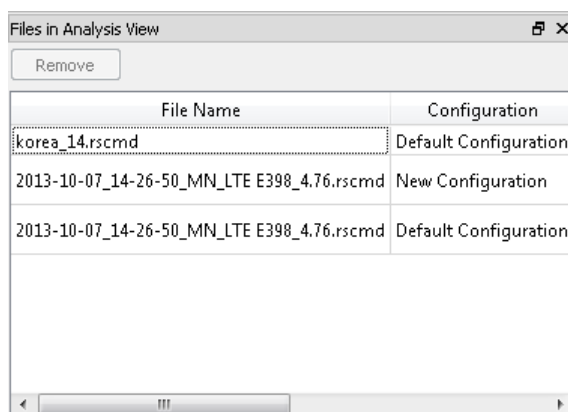 Files in Analysis View
Remove
File Name Configuration
korea_14.rscmd Default Configuration
2013-10-07_14-26-50_MN_LTE E398_4.76.rscmd New Configuration
2013-10-07_14-26-50_MN_LTE E398_4.76.rscmd Default Configuration